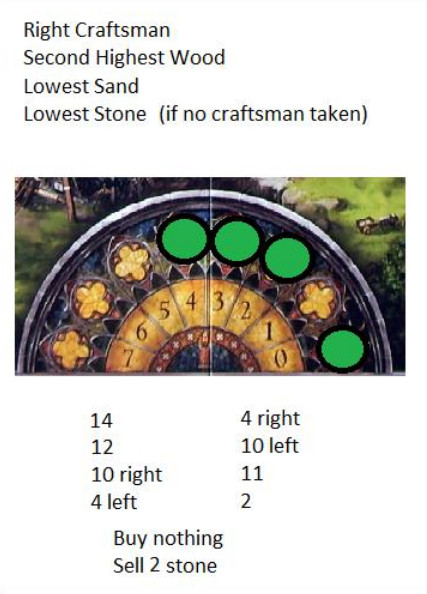 Right Craftsman
Second Highest Wood
Lowest Sand
Lowest Stone (if no craftsman taken)
7 6 5 4 3 2 1 0
14
12
10 right
4 left
4 right
10 left
11
2
Buy nothing
Sell 2 stone